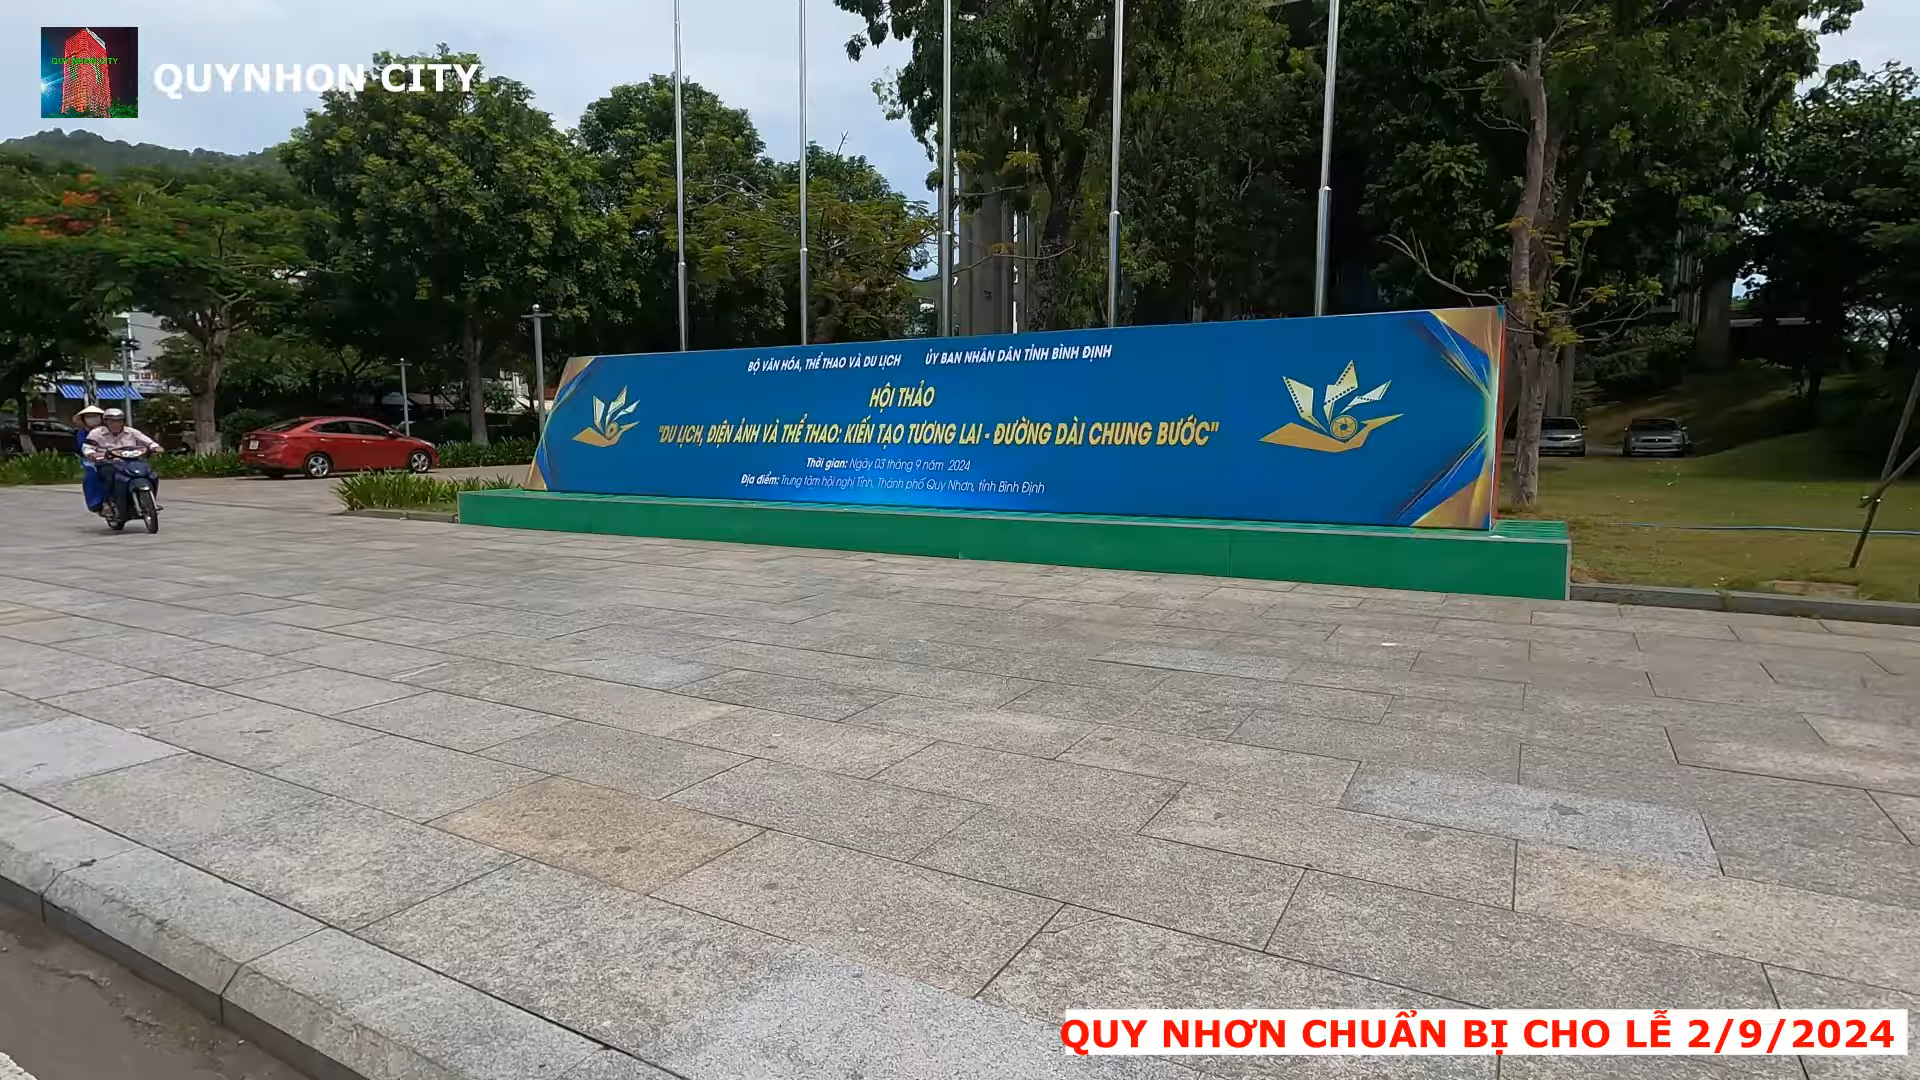 QUYNHON CITY
QUYNHON CITY
BỘ VĂN HÓA, THỂ THAO VÀ DU LỊCH ỦY BAN NHÂN DÂN TỈNH BÌNH ĐỊNH
HỘI THẢO
"DU LỊCH, ĐIỆN ẢNH VÀ THỂ THAO: KIẾN TẠO TƯƠNG LAI - ĐƯỜNG DÀI CHUNG BƯỚC"
Thời gian: Ngày 03 tháng 9 năm 2024
Địa điểm: Trung tâm hội nghị Tỉnh, Thành phố Quy Nhơn, tỉnh Bình Định
QUY NHƠN CHUẨN BỊ CHO LỄ 2/9/2024